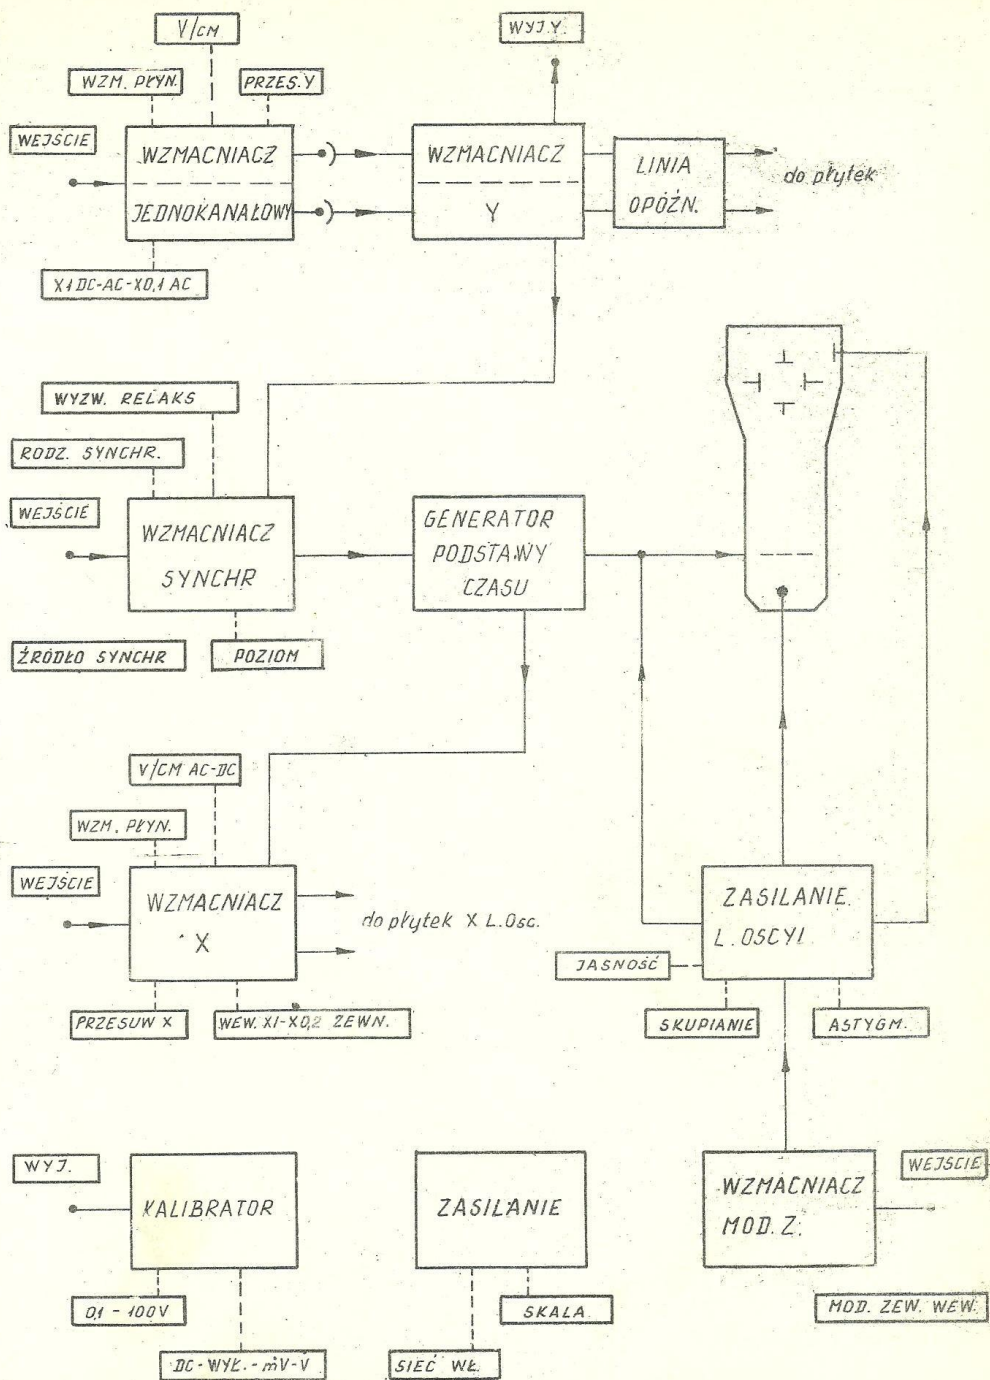 V/CM
WYJ.Y.
WZM. PŁYN.
PRZES.Y
WEJŚCIE
WZMACNIACZ
JEDNOKANAŁOWY
WZMACNIACZ
Y
LINIA
OPÓŹN.
do płytek
X1 DC-AC-X0,1 AC
WYZW. RELAKS
RODZ. SYNCHR.
WEJŚCIE
WZMACNIACZ
SYNCHR
GENERATOR
PODSTAWY
CZASU
ŹRÓDŁO SYNCHR
POZIOM
V/CM AC-DC
WZM. PŁYN.
WEJŚCIE
WZMACNIACZ
X
do płytek X L.Osc.
ZASILANIE.
L. OSCYl.
JASNOŚĆ
PRZESUW X
WEW. X1-X0,2 ZEWN.
SKUPIANIE
ASTYGM.
WYJ.
KALIBRATOR
ZASILANIE
WZMACNIACZ
MOD. Z.
WEJSCIE
0,1 - 100V
SKALA
MOD. ZEW. WEW.
DC-WYŁ.-mV-V
SIEĆ WŁ.